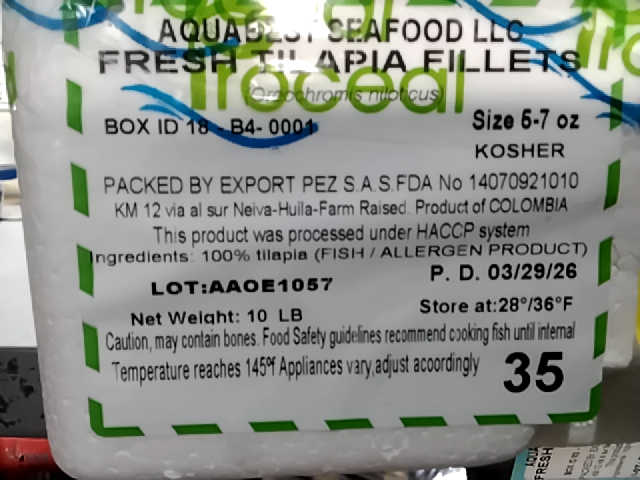 AQUABEST SEAFOOD LLC
FRESH TILAPIA FILLETS
Traceal
(Oreochromis niloticus)
BOX ID 18 - B4- 0001
Size 5-7 oz
KOSHER
PACKED BY EXPORT PEZ S.A.S.FDA No 14070921010
KM 12 via al sur Neiva-Huila-Farm Raised. Product of COLOMBIA
This product was processed under HACCP system
Ingredients: 100% tilapia (FISH / ALLERGEN PRODUCT)
LOT:AAOE1057
P. D. 03/29/26
Net Weight: 10 LB
Store at:28°/36°F
Caution, may contain bones. Food Safety guidelines recommend cooking fish until internal
Temperature reaches 145°f Appliances vary,adjust acoordingly
35
FRESH